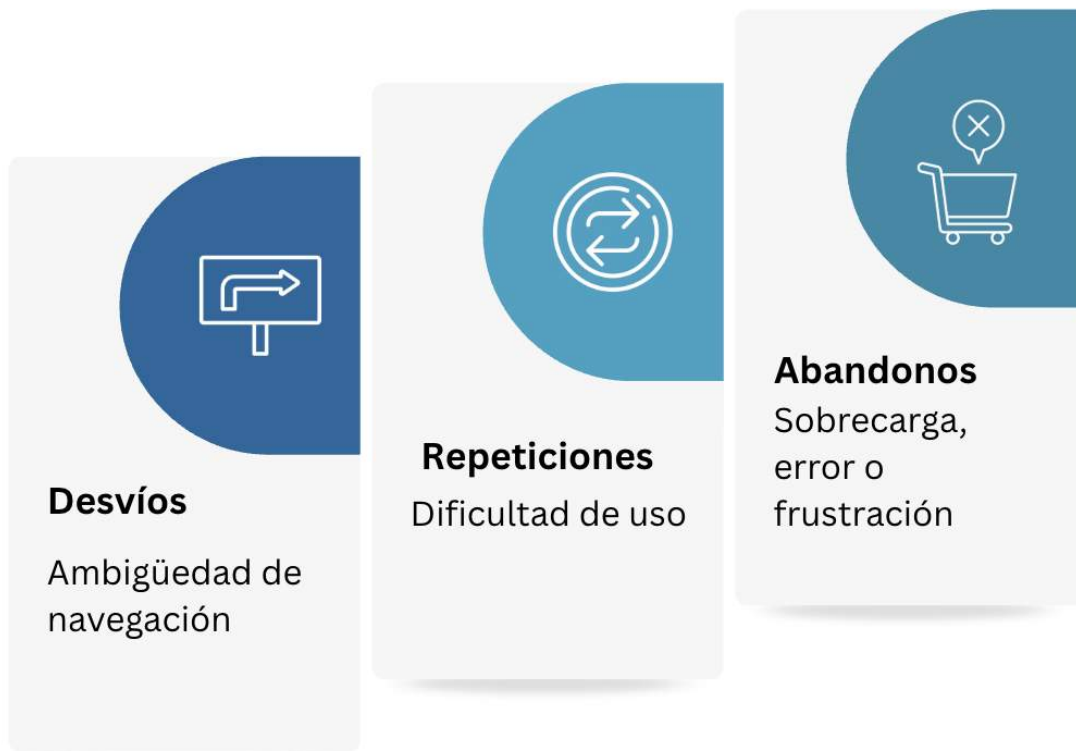 Desvíos
Ambigüedad de
navegación
Repeticiones
Dificultad de uso
Abandonos
Sobrecarga,
error o
frustración